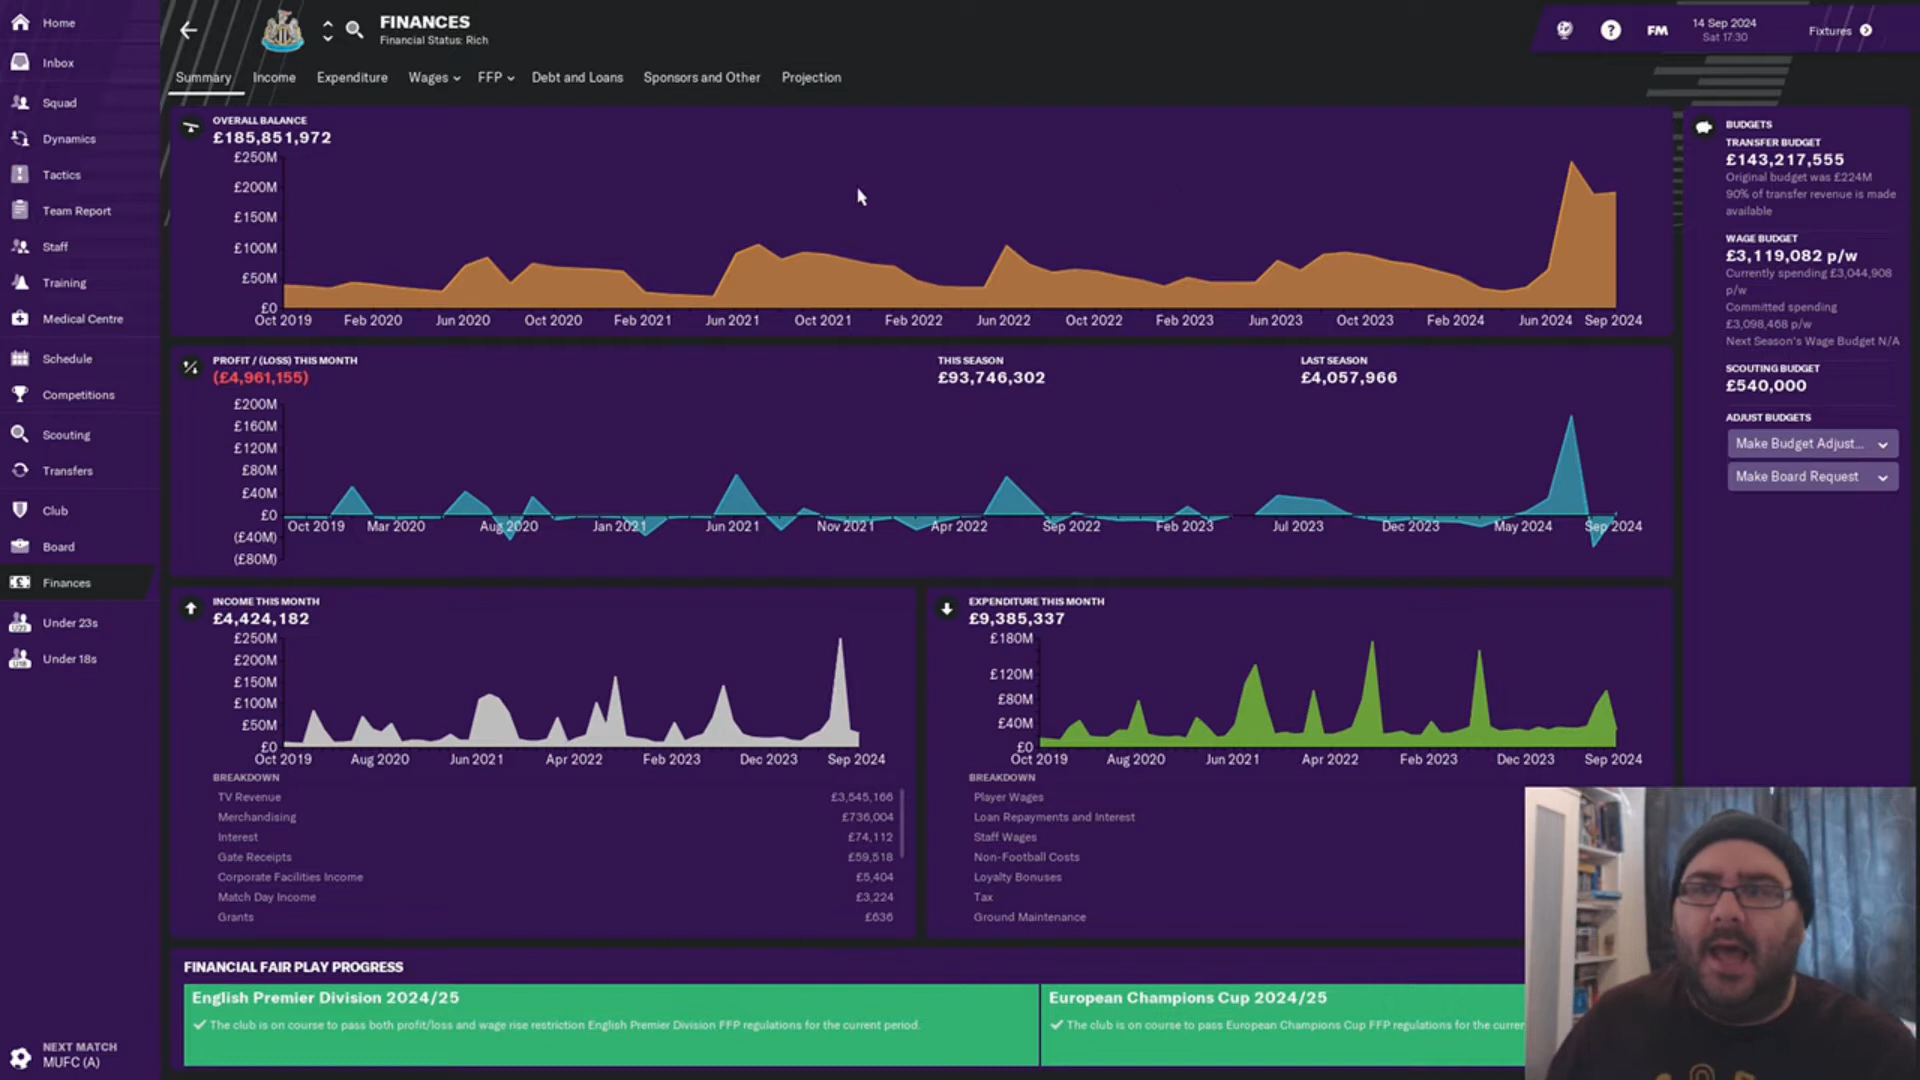 Home
Inbox
Squad
Dynamics
Tactics
Team Report
Staff
Training
Medical Centre
Schedule
Competitions
Scouting
Transfers
Club
Board
Finances
Under 23s
Under 18s
NEXT MATCH
MUFC (A)
FINANCES
Financial Status: Rich
FM
14 Sep 2024
Sat 17:30
Fixtures
Summary Income Expenditure Wages FFP Debt and Loans Sponsors and Other Projection
OVERALL BALANCE
£185,851,972
£250M
£200M
£150M
£100M
£50M
£0
Oct 2019 Feb 2020 Jun 2020 Oct 2020 Feb 2021 Jun 2021 Oct 2021 Feb 2022 Jun 2022 Oct 2022 Feb 2023 Jun 2023 Oct 2023 Feb 2024 Jun 2024 Sep 2024
PROFIT / (LOSS) THIS MONTH
(£4,961,155)
THIS SEASON
£93,746,302
LAST SEASON
£4,057,966
£200M
£160M
£120M
£80M
£40M
£0
(£40M)
(£80M)
Oct 2019 Mar 2020 Aug 2020 Jan 2021 Jun 2021 Nov 2021 Apr 2022 Sep 2022 Feb 2023 Jul 2023 Dec 2023 May 2024 Sep 2024
INCOME THIS MONTH
£4,424,182
£250M
£200M
£150M
£100M
£50M
£0
Oct 2019 Aug 2020 Jun 2021 Apr 2022 Feb 2023 Dec 2023 Sep 2024
BREAKDOWN
TV Revenue £3,545,166
Merchandising £736,004
Interest £74,112
Gate Receipts £59,518
Corporate Facilities Income £5,404
Match Day Income £3,224
Grants £636
EXPENDITURE THIS MONTH
£9,385,337
£180M
£120M
£80M
£40M
£0
Oct 2019 Aug 2020 Jun 2021 Apr 2022 Feb 2023 Dec 2023 Sep 2024
BREAKDOWN
Player Wages
Loan Repayments and Interest
Staff Wages
Non-Football Costs
Loyalty Bonuses
Tax
Ground Maintenance
FINANCIAL FAIR PLAY PROGRESS
English Premier Division 2024/25
The club is on course to pass both profit/loss and wage rise restriction English Premier Division FFP regulations for the current period.
European Champions Cup 2024/25
The club is on course to pass European Champions Cup FFP regulations for the curren
BUDGETS
TRANSFER BUDGET
£143,217,555
Original budget was £224M
90% of transfer revenue is made
available
WAGE BUDGET
£3,119,082 p/w
Currently spending £3,044,908
p/w
Committed spending
£3,098,468 p/w
Next Season's Wage Budget N/A
SCOUTING BUDGET
£540,000
ADJUST BUDGETS
Make Budget Adjust...
Make Board Request